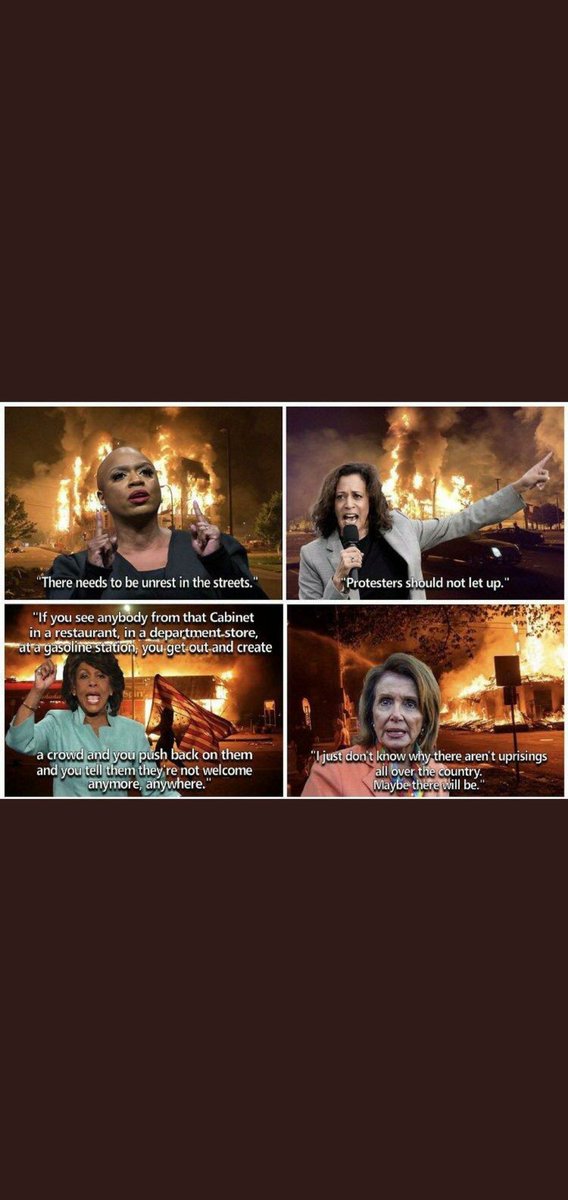 "There needs to be unrest in the streets."
"Protesters should not let up."
"If you see anybody from that Cabinet
in a restaurant, in a department store,
at a gasoline station, you get out and create
a crowd and you push back on them
and you tell them they're not welcome
anymore, anywhere."
"I just don't know why there aren't uprisings
all over the country.
Maybe there will be."